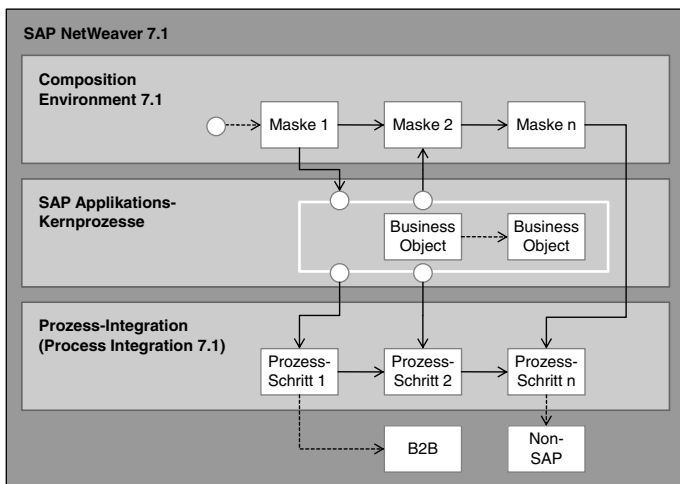 SAP NetWeaver 7.1
Composition
Environment 7.1
Maske 1
Maske 2
Maske n
SAP Applikations-
Kernprozesse
Business
Object
Business
Object
Prozess-Integration
(Process Integration 7.1)
Prozess-
Schritt 1
Prozess-
Schritt 2
Prozess-
Schritt n
B2B
Non-
SAP